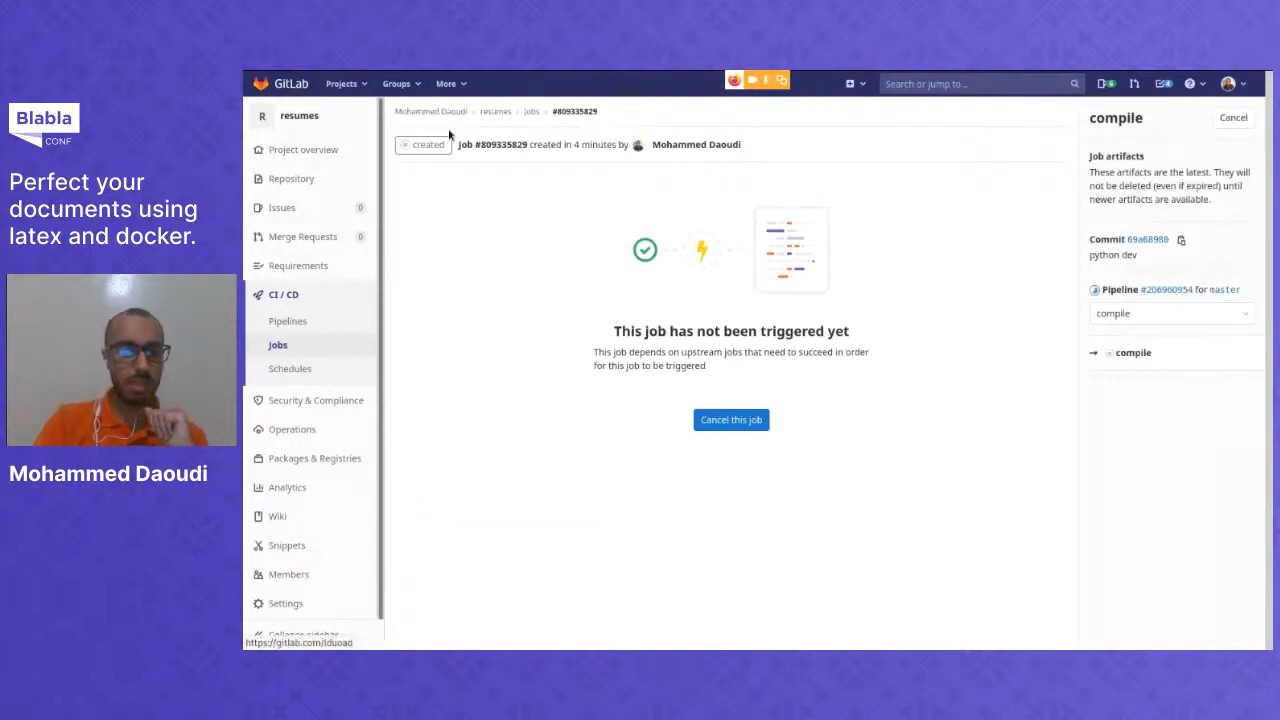 Blabla
CONF
Perfect your
documents using
latex and docker.
Mohammed Daoudi
GitLab
Projects
Groups
More
Search or jump to...
R resumes
Project overview
Repository
Issues 0
Merge Requests 0
Requirements
CI / CD
Pipelines
Jobs
Schedules
Security & Compliance
Operations
Packages & Registries
Analytics
Wiki
Snippets
Members
Settings
Collapse sidebar
https://gitlab.com/lduoad
Mohammed Daoudi › resumes › Jobs › #809335829
created Job #809335829 created in 4 minutes by Mohammed Daoudi
This job has not been triggered yet
This job depends on upstream jobs that need to succeed in order
for this job to be triggered
Cancel this job
compile Cancel
Job artifacts
These artifacts are the latest. They will
not be deleted (even if expired) until
newer artifacts are available.
Commit 69a68980
python dev
Pipeline #206960954 for master
compile
→ compile